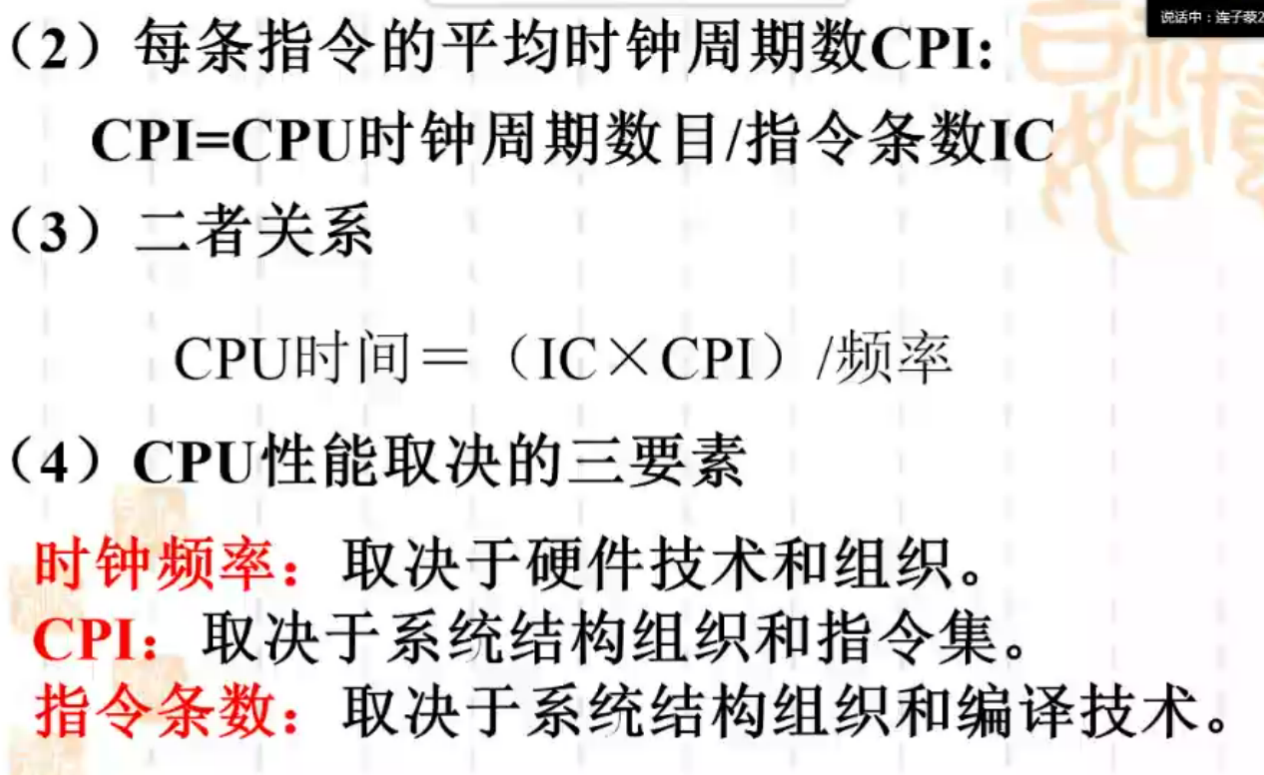 说话中：连子蓉2
（2）每条指令的平均时钟周期数CPI:
CPI=CPU时钟周期数目/指令条数IC
（3）二者关系
CPU时间＝（IC×CPI）/频率
（4）CPU性能取决的三要素
时钟频率：取决于硬件技术和组织。
CPI：取决于系统结构组织和指令集。
指令条数：取决于系统结构组织和编译技术。